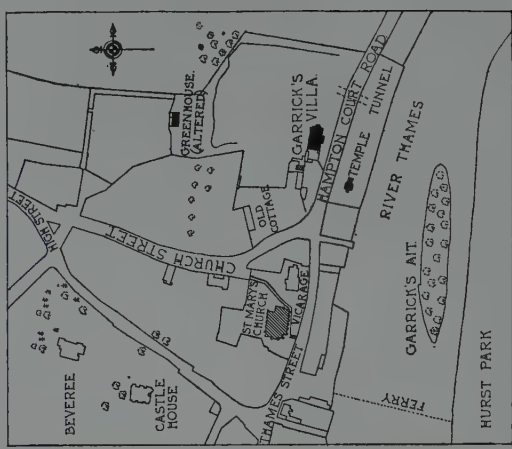 HIGH STREET
GREENHOUSE.
(ALTERED)
GARRICK'S
VILLA.
HAMPTON COURT ROAD
TEMPLE TUNNEL
RIVER THAMES
OLD
COTTAGE
CHURCH STREET
ST MARYS
CHURCH
VICARAGE
THAMES STREET
BEVEREE
CASTLE
HOUSE
GARRICK'S AIT.
FERRY
HURST PARK